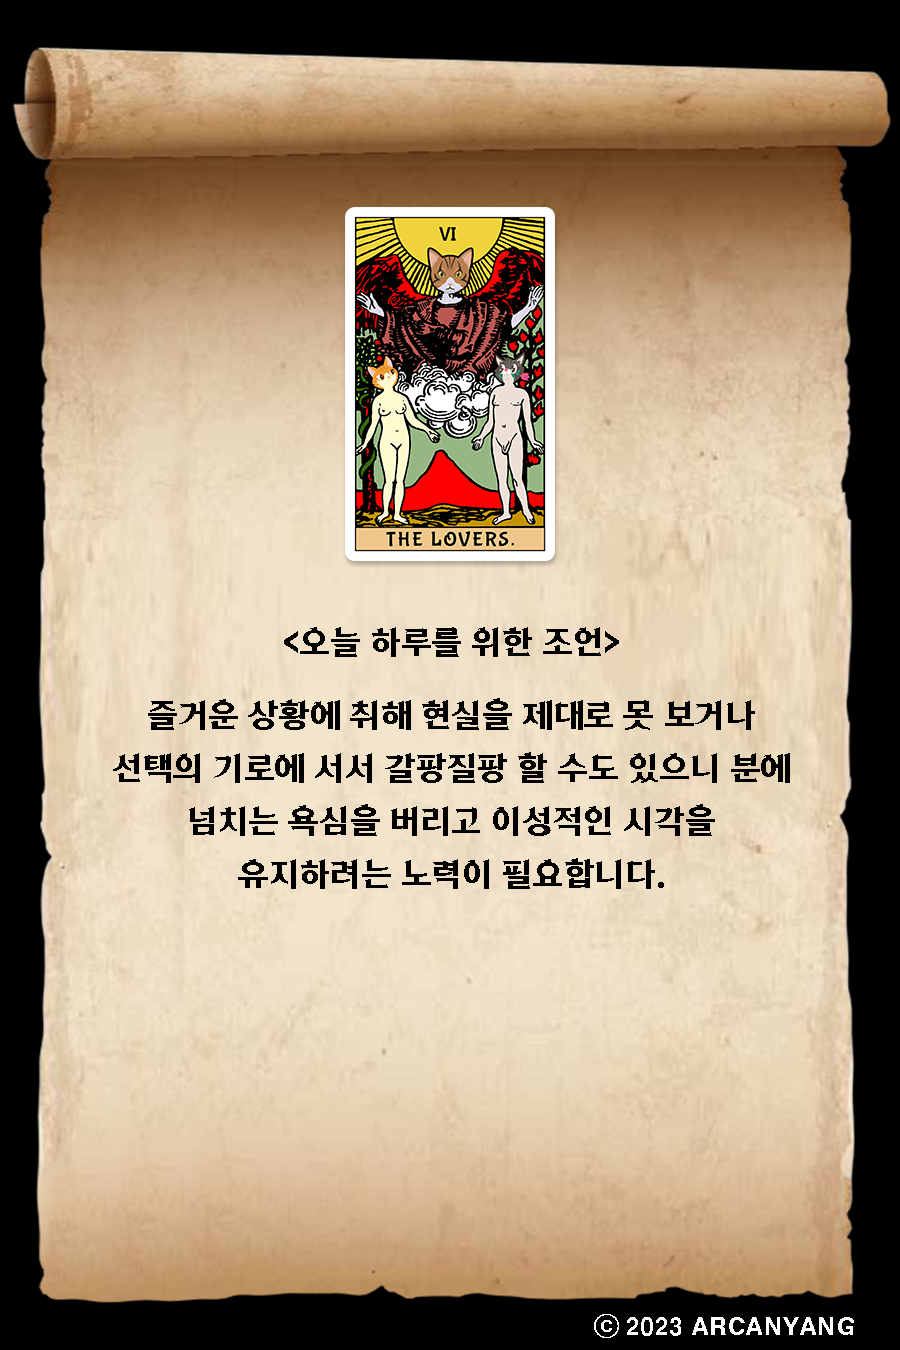 VI
THE LOVERS.
<오늘 하루를 위한 조언>
즐거운 상황에 취해 현실을 제대로 못 보거나
선택의 기로에 서서 갈팡질팡 할 수도 있으니 분에
넘치는 욕심을 버리고 이성적인 시각을
유지하려는 노력이 필요합니다.
ⓒ 2023 ARCANYANG